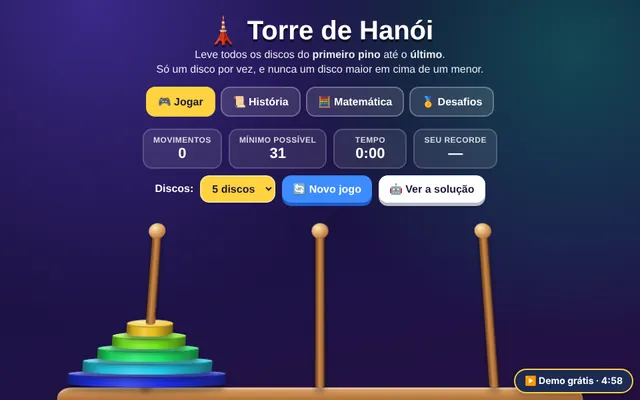 🗼 Torre de Hanói
Leve todos os discos do primeiro pino até o último.
Só um disco por vez, e nunca um disco maior em cima de um menor.
🎮 Jogar 📜 História 🧮 Matemática 🏅 Desafios
MOVIMENTOS MÍNIMO POSSÍVEL TEMPO SEU RECORDE
0 31 0:00 —
Discos: 5 discos 🔄 Novo jogo 🤖 Ver a solução
▶️ Demo grátis · 4:58